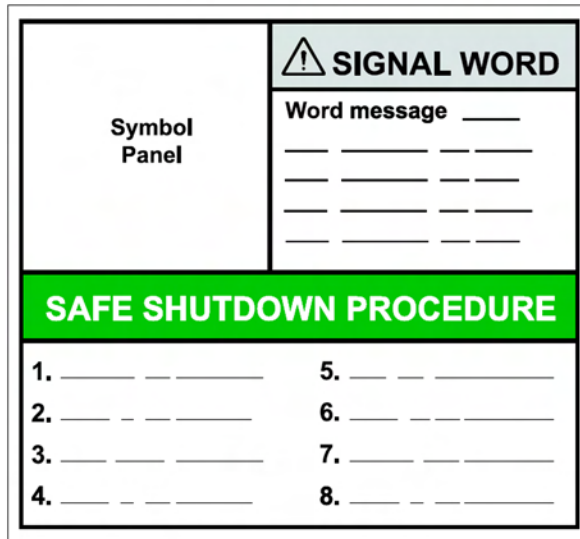 Symbol
Panel
SIGNAL WORD
Word message
SAFE SHUTDOWN PROCEDURE
1.
2.
3.
4.
5.
6.
7.
8.